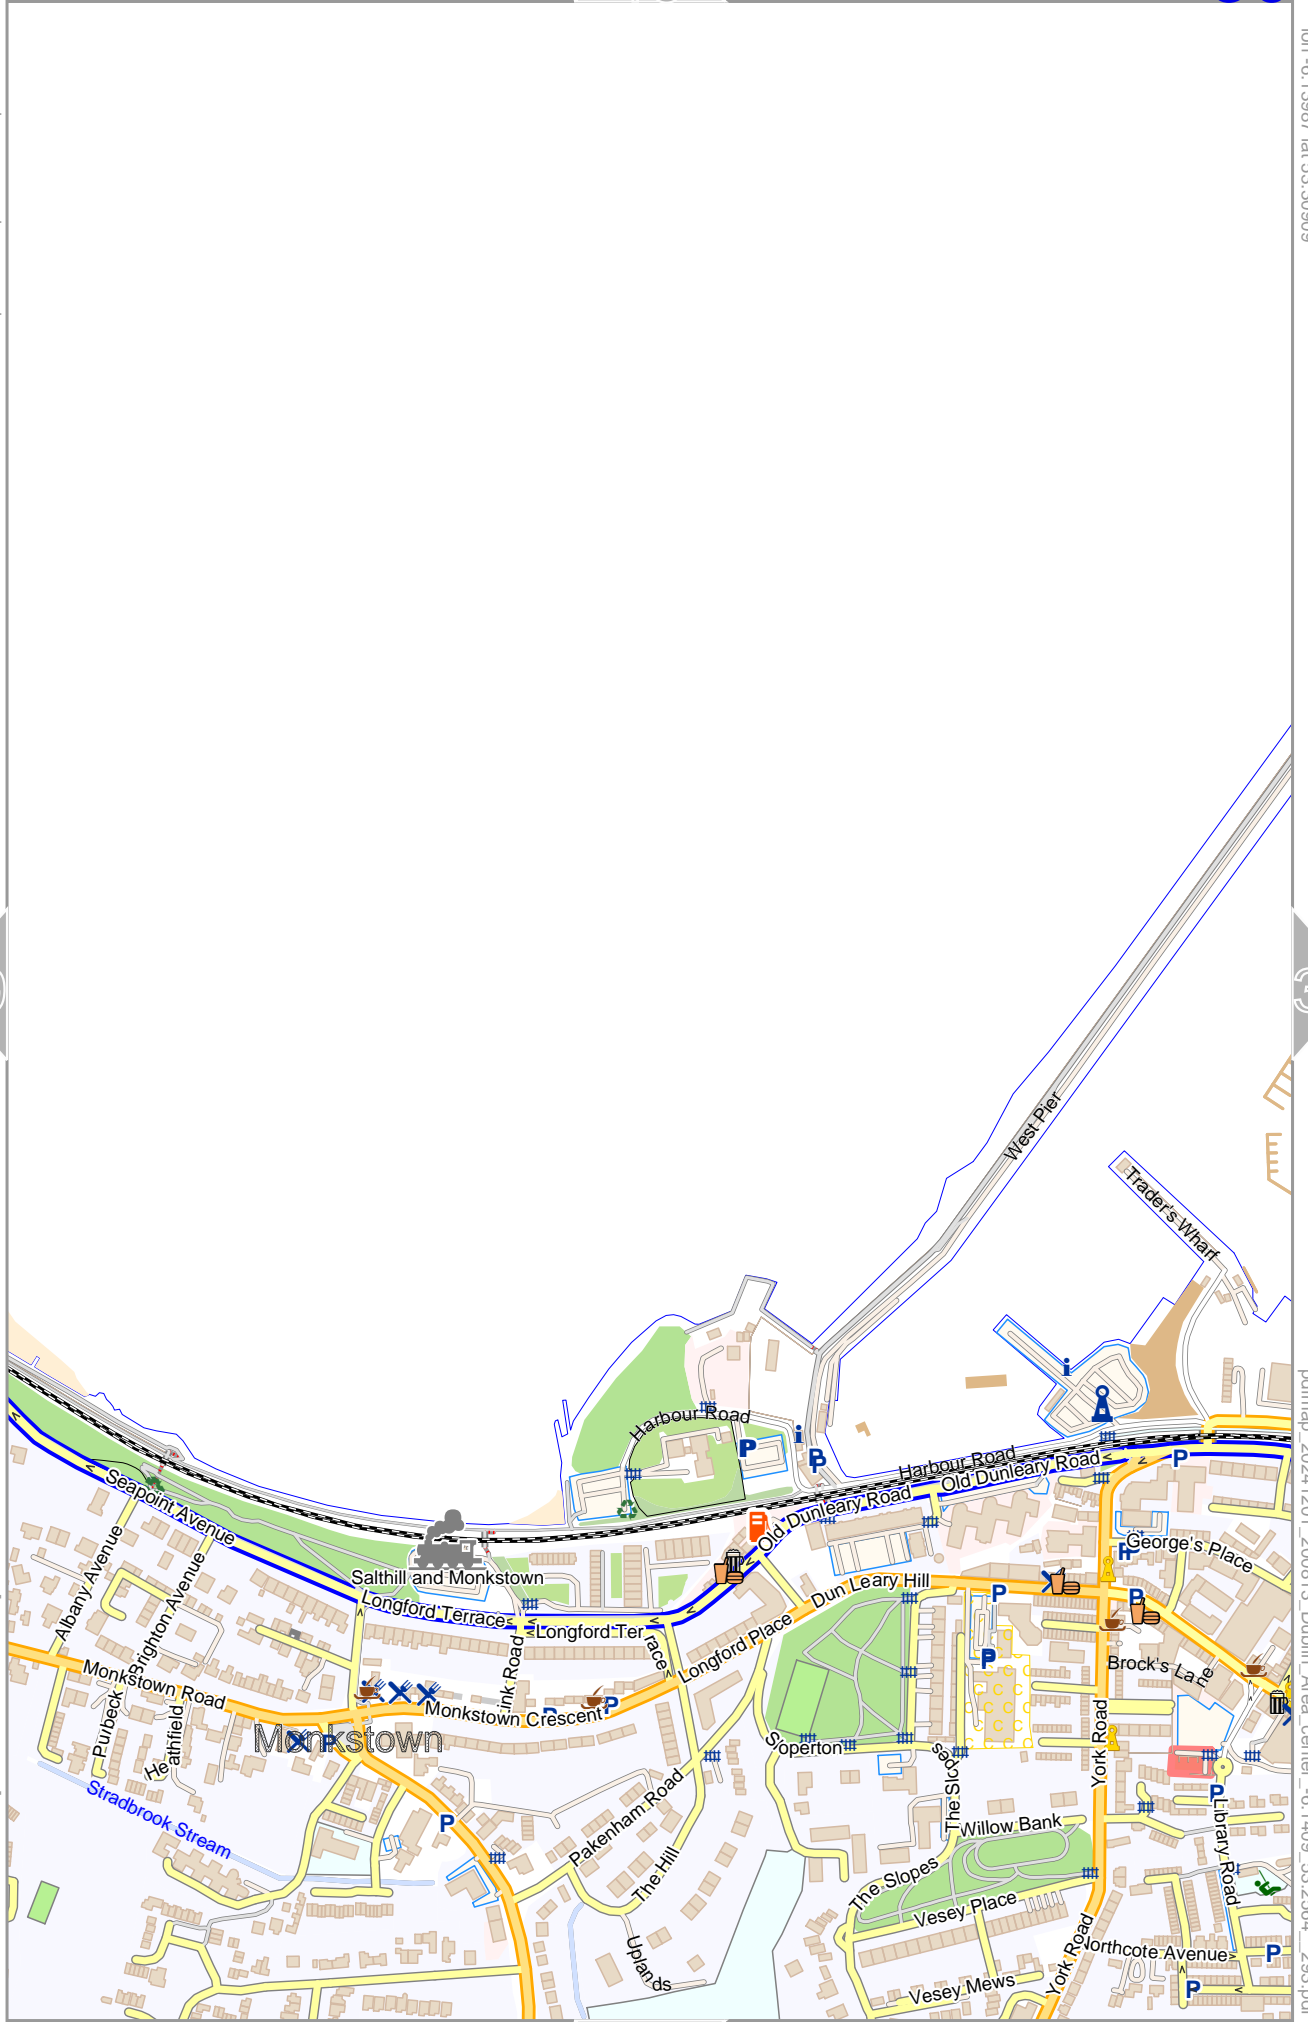 West Pier
Trader's Wharf
Harbour Road
Harbour Road
Old Dunleary Road
Old Dunleary Road
Seapoint Avenue
George's Place
Salthill and Monkstown
Dun Leary Hill
Albany Avenue
Brighton Avenue
Longford Terrace
Longford Terrace
Longford Place
Link Road
Brock's Lane
Monkstown Road
Monkstown Crescent
Monkstown
Purbeck
Heathfield
Sloperton
The Slopes
York Road
Stradbrook Stream
Pakenham Road
Willow Bank
Library Road
The Hill
The Slopes
Vesey Place
Uplands
Northcote Avenue
York Road
Vesey Mews